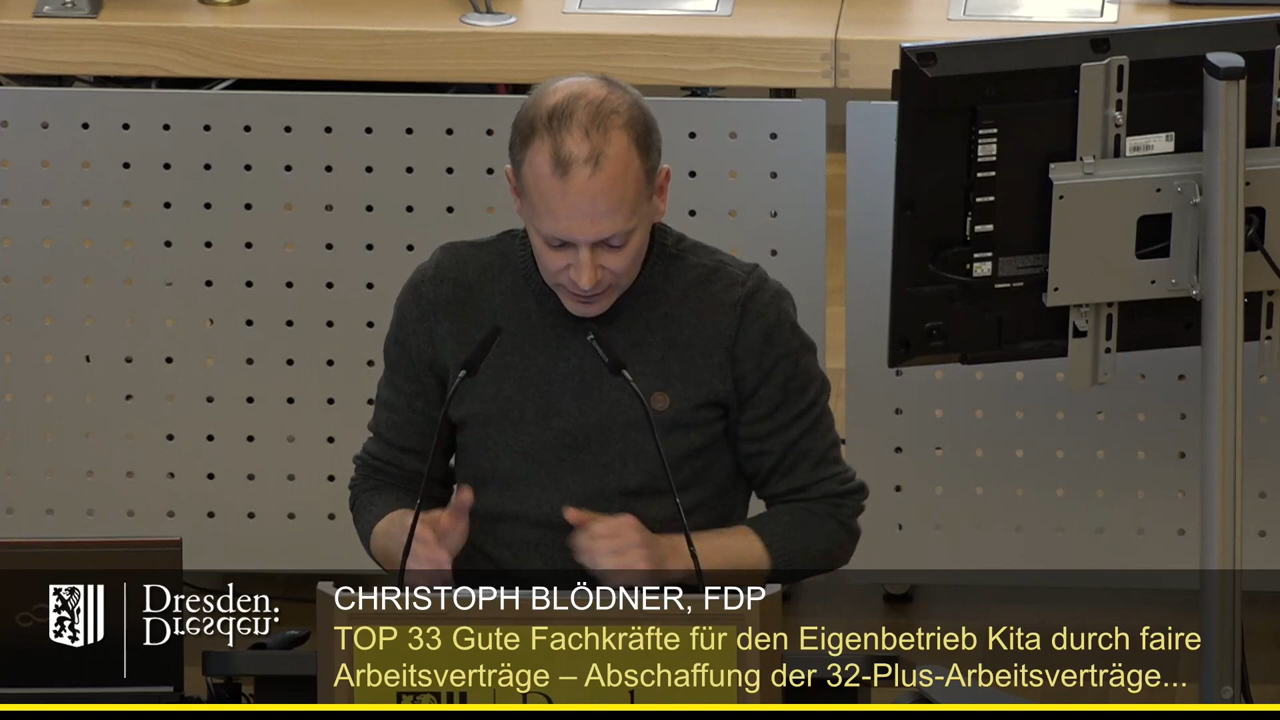 Dresden.
Dresden.
CHRISTOPH BLÖDNER, FDP
TOP 33 Gute Fachkräfte für den Eigenbetrieb Kita durch faire
Arbeitsverträge – Abschaffung der 32-Plus-Arbeitsverträge...